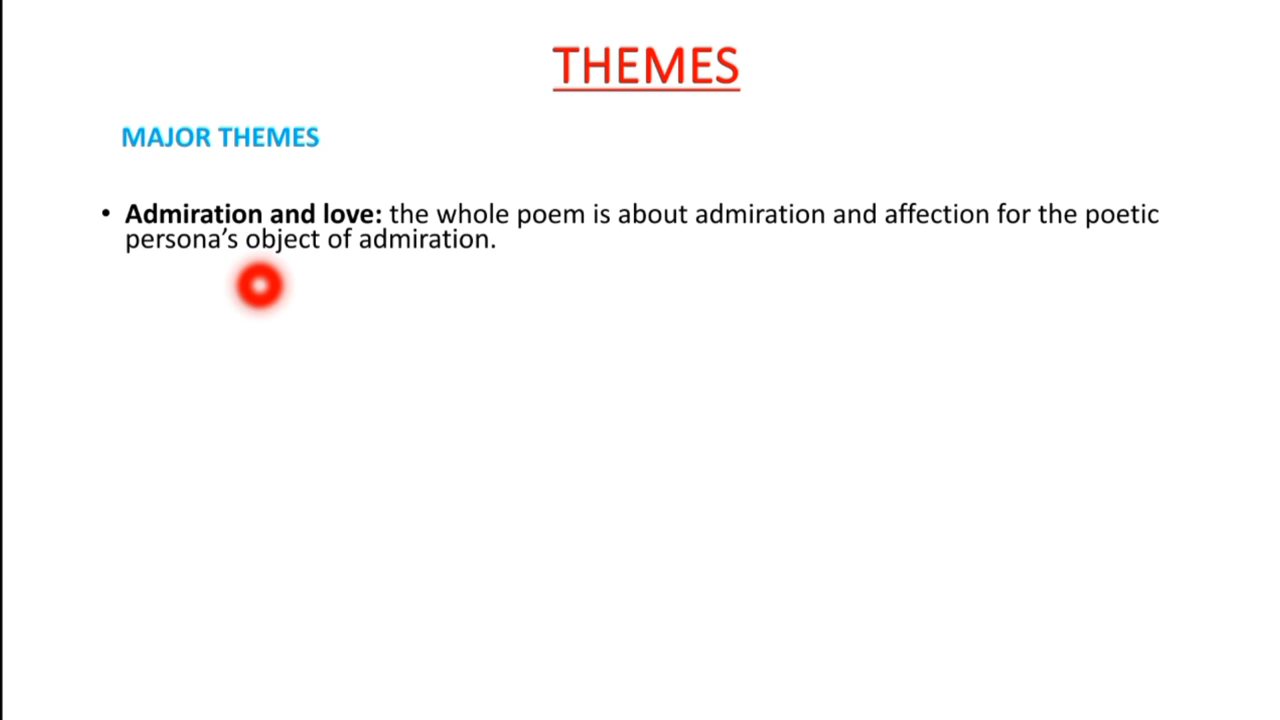 THEMES
MAJOR THEMES
• Admiration and love: the whole poem is about admiration and affection for the poetic
persona’s object of admiration.